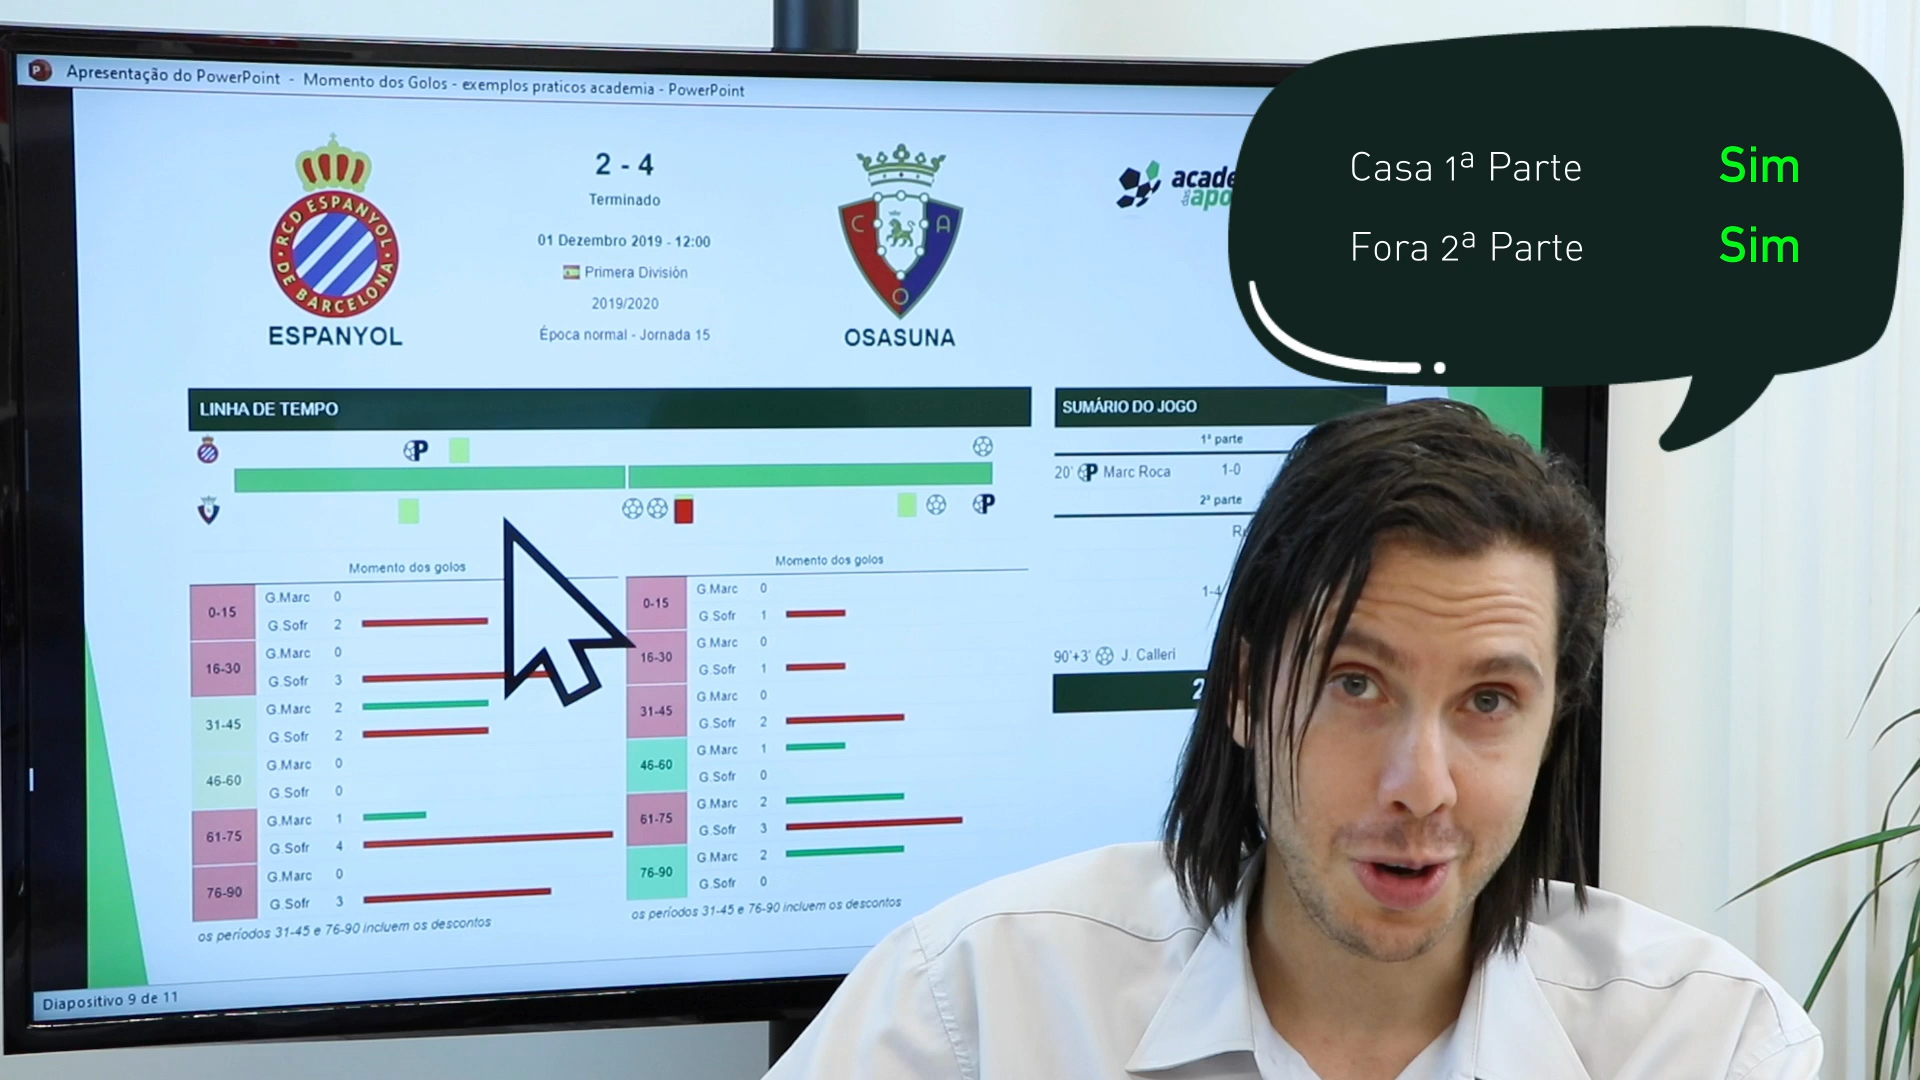 Apresentação do PowerPoint - Momento dos Golos - exemplos praticos academia - PowerPoint
Casa 1ª Parte Sim
Fora 2ª Parte Sim
RCD ESPANYOL
DE BARCELONA
ESPANYOL
2 - 4
Terminado
01 Dezembro 2019 - 12:00
Primera División
2019/2020
Época normal - Jornada 15
C A
O
OSASUNA
das
LINHA DE TEMPO
P
P
SUMÁRIO DO JOGO
1ª parte
20' P Marc Roca 1-0
2ª parte
1-4
90'+3' J. Calleri
Momento dos golos
0-15 G.Marc 0
G.Sofr 2
16-30 G.Marc 0
G.Sofr 3
31-45 G.Marc 2
G.Sofr 2
46-60 G.Marc 0
G.Sofr 0
61-75 G.Marc 1
G.Sofr 4
76-90 G.Marc 0
G.Sofr 3
os períodos 31-45 e 76-90 incluem os descontos
Momento dos golos
0-15 G.Marc 0
G.Sofr 1
16-30 G.Marc 0
G.Sofr 1
31-45 G.Marc 0
G.Sofr 2
46-60 G.Marc 1
G.Sofr 0
61-75 G.Marc 2
G.Sofr 3
76-90 G.Marc 2
G.Sofr 0
os períodos 31-45 e 76-90 incluem os descontos
Diapositivo 9 de 11